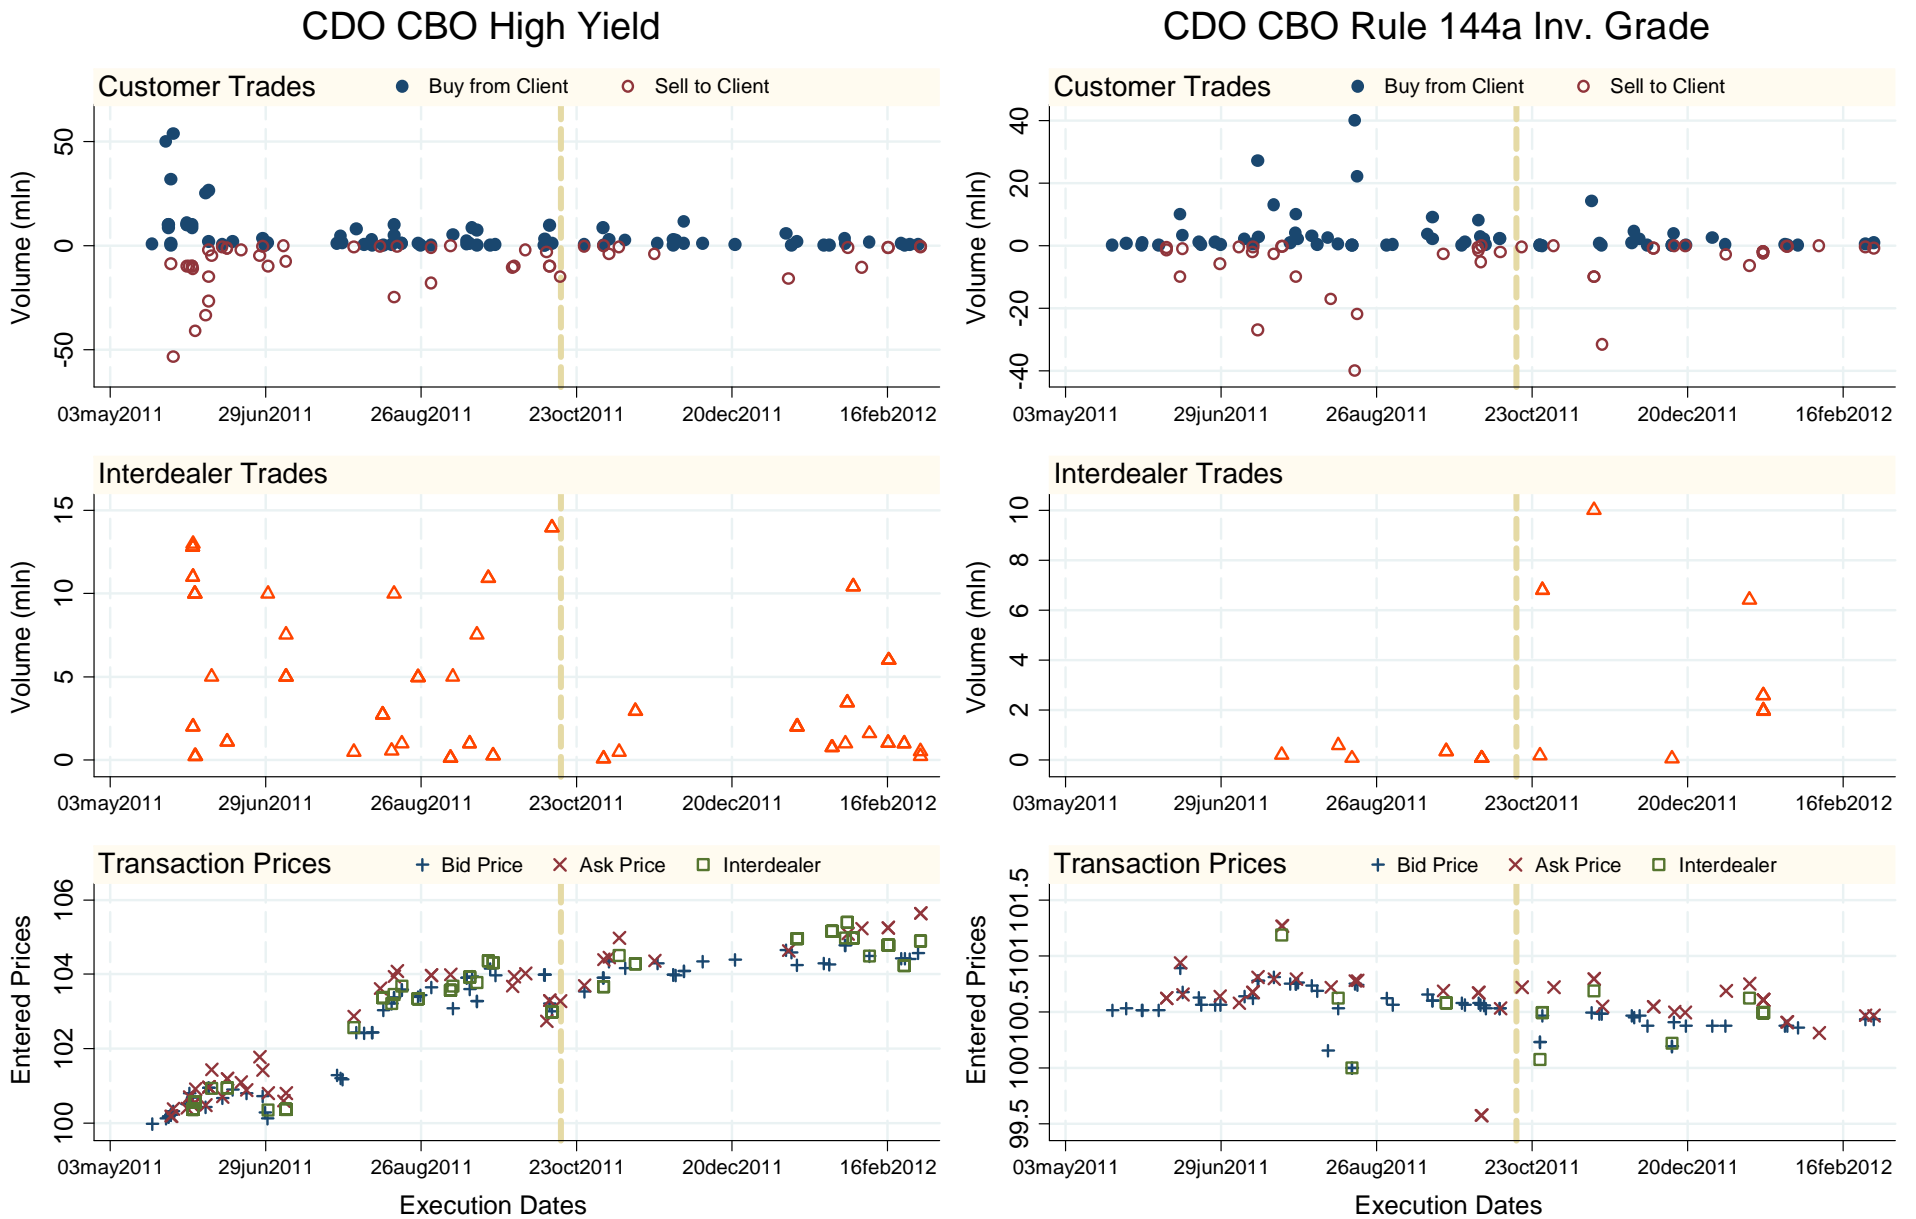 CDO CBO High Yield
Customer Trades
Buy from Client
Sell to Client
Volume (mln)
50
0
-50
03may2011 29jun2011 26aug2011 23oct2011 20dec2011 16feb2012
Interdealer Trades
Volume (mln)
15
10
5
0
03may2011 29jun2011 26aug2011 23oct2011 20dec2011 16feb2012
Transaction Prices
Bid Price
Ask Price
Interdealer
Entered Prices
106
104
102
100
03may2011 29jun2011 26aug2011 23oct2011 20dec2011 16feb2012
Execution Dates
CDO CBO Rule 144a Inv. Grade
Customer Trades
Buy from Client
Sell to Client
Volume (mln)
40
20
0
-20
-40
03may2011 29jun2011 26aug2011 23oct2011 20dec2011 16feb2012
Interdealer Trades
Volume (mln)
10
8
6
4
2
0
03may2011 29jun2011 26aug2011 23oct2011 20dec2011 16feb2012
Transaction Prices
Bid Price
Ask Price
Interdealer
Entered Prices
101.5
101
100.5
100
99.5
03may2011 29jun2011 26aug2011 23oct2011 20dec2011 16feb2012
Execution Dates